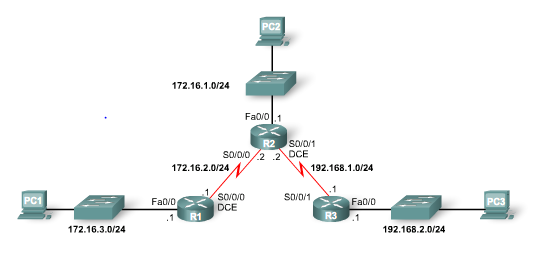 PC2
172.16.1.0/24
Fa0/0
.1
R2
S0/0/0
S0/0/1
DCE
.2
.2
172.16.2.0/24
192.168.1.0/24
PC1
Fa0/0
.1
S0/0/0
DCE
.1
R1
172.16.3.0/24
S0/0/1
.1
Fa0/0
.1
R3
PC3
192.168.2.0/24